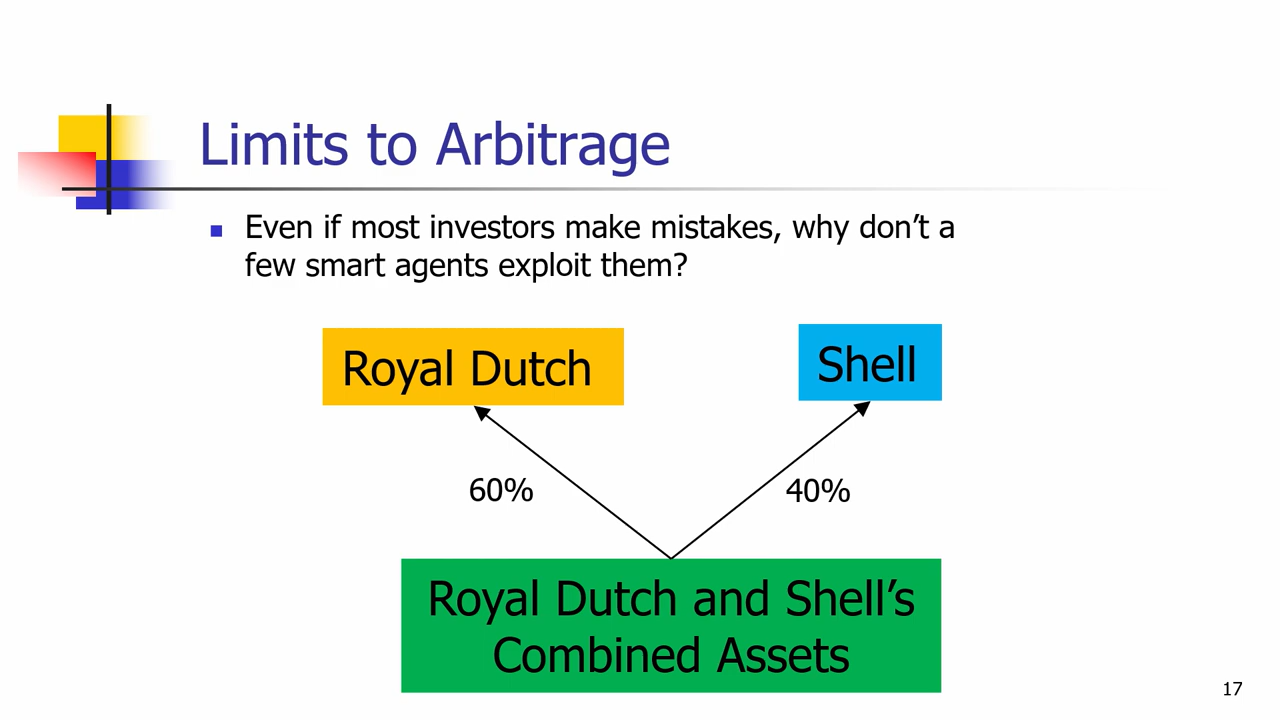 Limits to Arbitrage
Even if most investors make mistakes, why don’t a
few smart agents exploit them?
Royal Dutch
Shell
60%
40%
Royal Dutch and Shell’s
Combined Assets
17